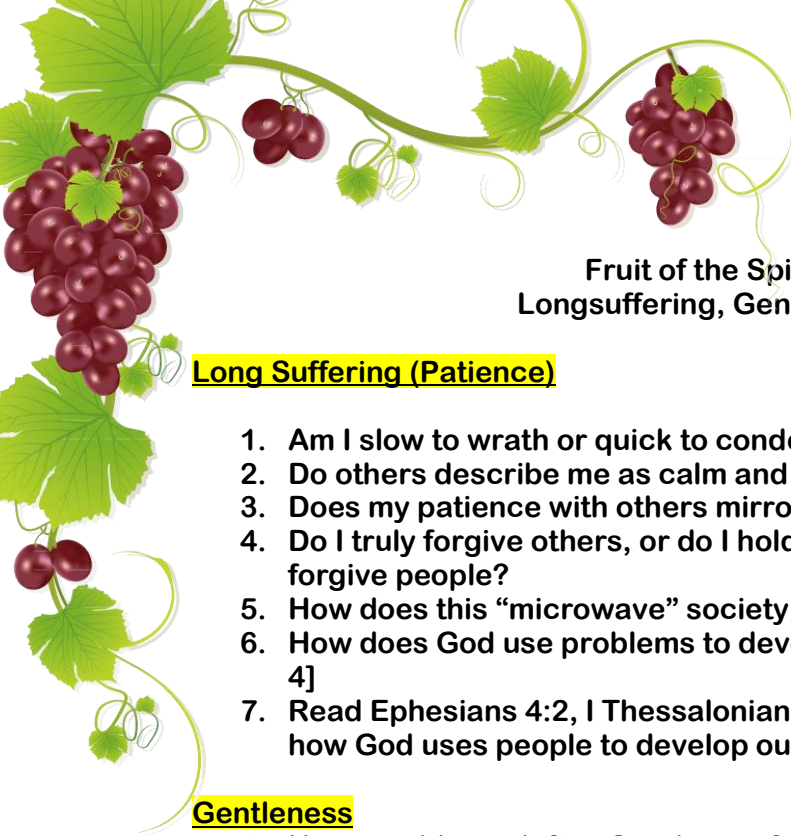 Fruit of the Spi
Longsuffering, Gen
Long Suffering (Patience)
1. Am I slow to wrath or quick to conde
2. Do others describe me as calm and
3. Does my patience with others mirro
4. Do I truly forgive others, or do I hold
forgive people?
5. How does this “microwave” society
6. How does God use problems to deve
4]
7. Read Ephesians 4:2, I Thessalonian
how God uses people to develop ou
Gentleness